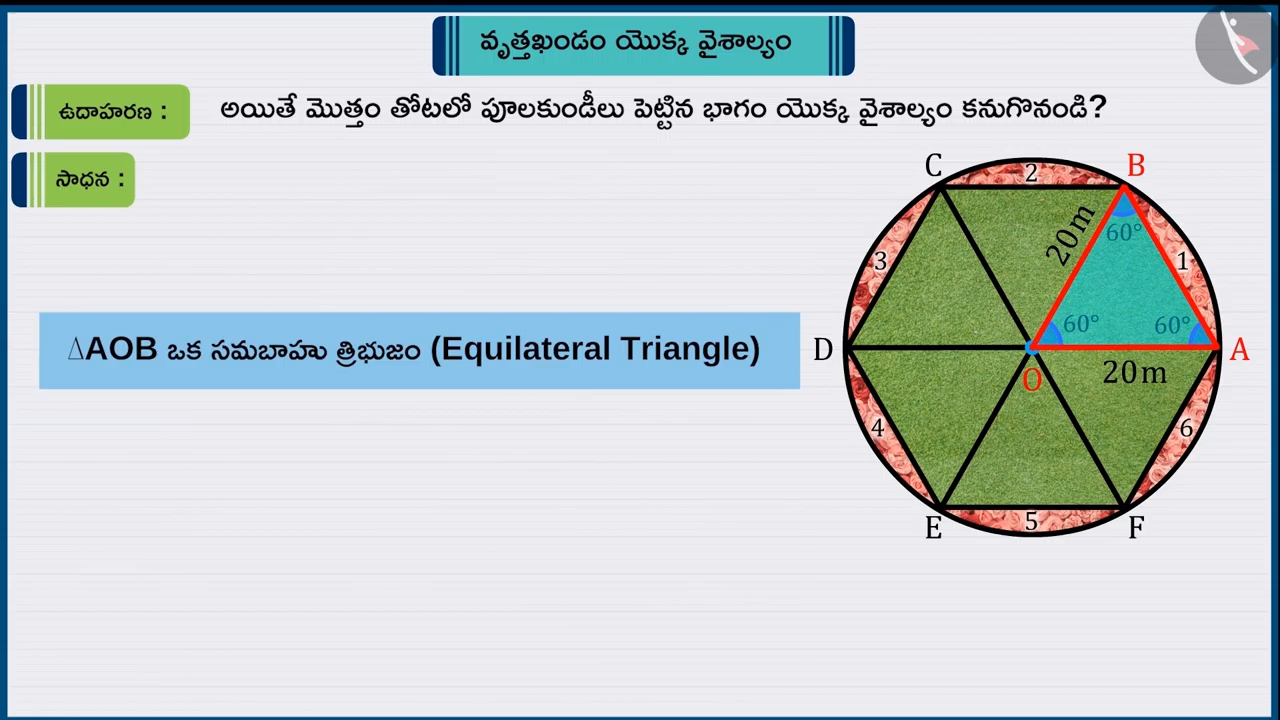 వృత్తఖండం యొక్క వైశాల్యం
ఉదాహరణ :
అయితే మొత్తం తోటలో పూలకుండీలు పెట్టిన భాగం యొక్క వైశాల్యం కనుగొనండి?
సాధన :
C
2
B
20m
60°
3
1
60°
60°
ΔAOB ఒక సమబాహు త్రిభుజం (Equilateral Triangle)
D
A
O
20m
4
6
E
5
F